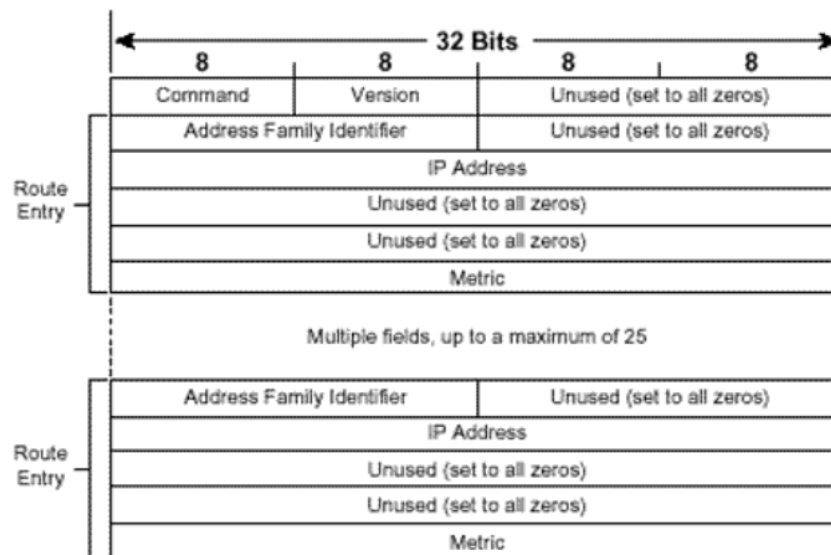 32 Bits
8 8 8 8
Command Version Unused (set to all zeros)
Address Family Identifier Unused (set to all zeros)
IP Address
Route
Entry
Unused (set to all zeros)
Unused (set to all zeros)
Metric
Multiple fields, up to a maximum of 25
Address Family Identifier Unused (set to all zeros)
IP Address
Route
Entry
Unused (set to all zeros)
Unused (set to all zeros)
Metric